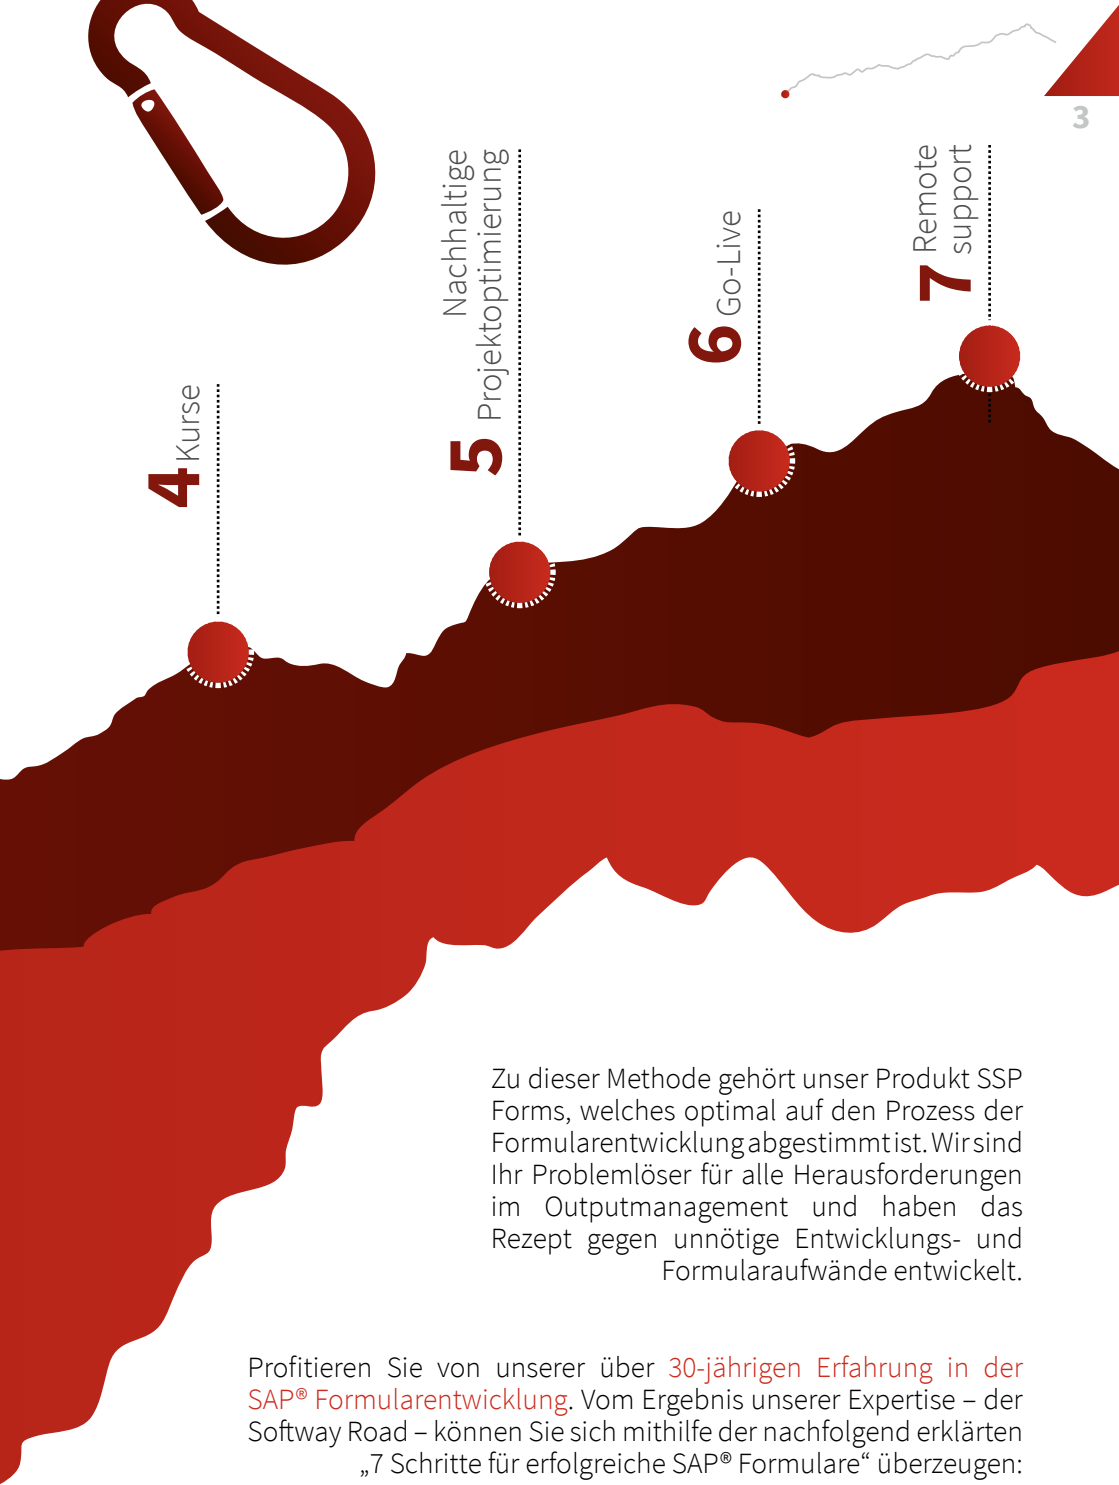 3
4 Kurse
Nachhaltige
5 Projektoptimierung
6 Go-Live
7 Remote
support
Zu dieser Methode gehört unser Produkt SSP
Forms, welches optimal auf den Prozess der
Formularentwicklung abgestimmt ist. Wir sind
Ihr Problemlöser für alle Herausforderungen
im Outputmanagement und haben das
Rezept gegen unnötige Entwicklungs- und
Formularaufwände entwickelt.
Profitieren Sie von unserer über 30-jährigen Erfahrung in der
SAP® Formularentwicklung. Vom Ergebnis unserer Expertise – der
Softway Road – können Sie sich mithilfe der nachfolgend erklärten
„7 Schritte für erfolgreiche SAP® Formulare“ überzeugen: